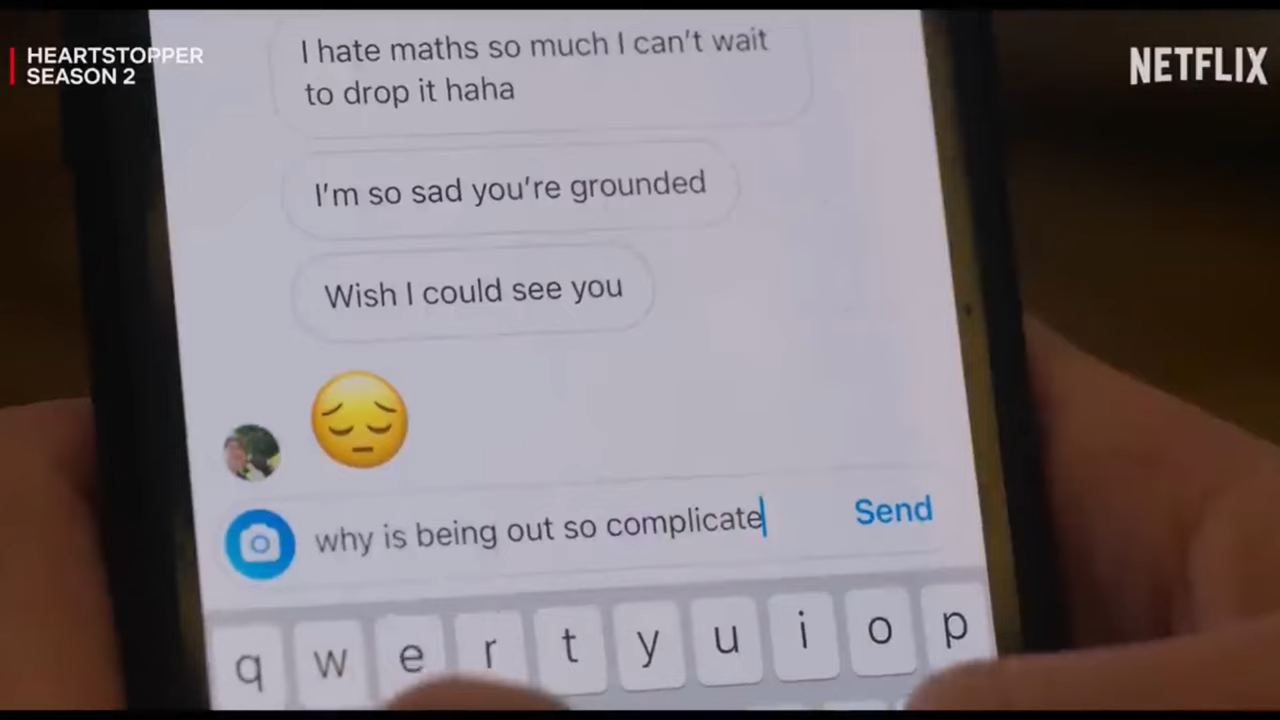 HEARTSTOPPER
SEASON 2
NETFLIX
I hate maths so much I can't wait
to drop it haha
I'm so sad you're grounded
Wish I could see you
why is being out so complicate
Send
q w e r t y u i o p